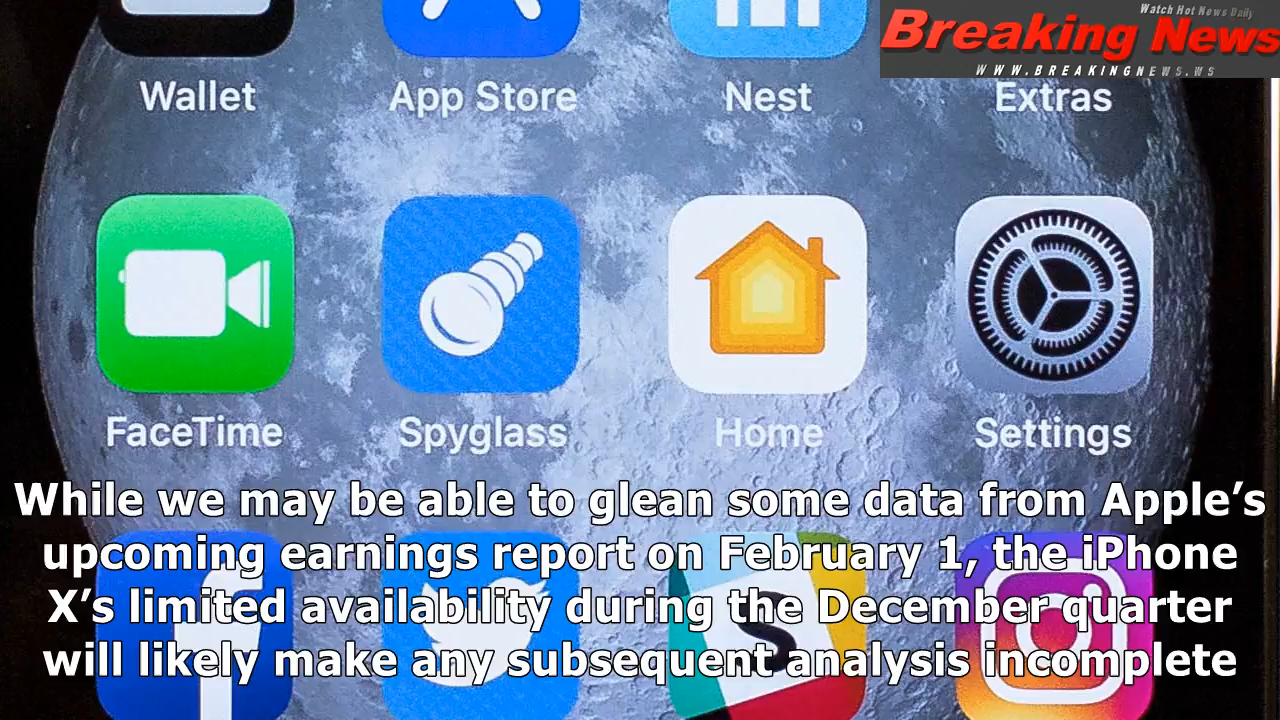 Watch Hot News Daily
Breaking News
WWW.BREAKINGNEWS.WS
Wallet
App Store
Nest
Extras
FaceTime
Spyglass
Home
Settings
While we may be able to glean some data from Apple’s
upcoming earnings report on February 1, the iPhone
X’s limited availability during the December quarter
will likely make any subsequent analysis incomplete